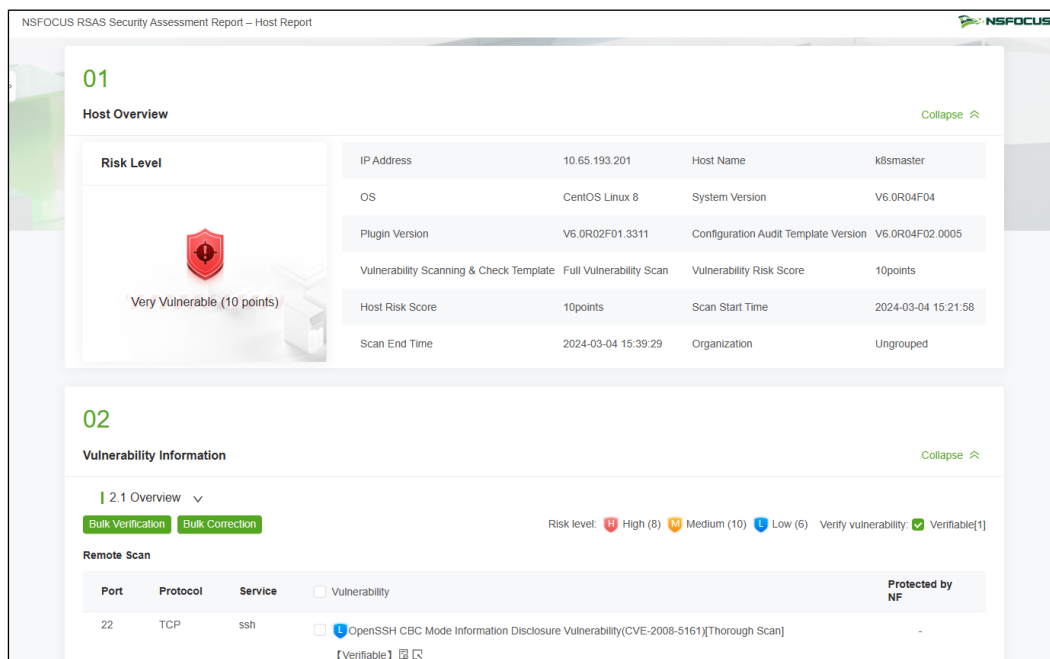 NSFOCUS RSAS Security Assessment Report – Host Report
NSFOCUS
01
Host Overview
Collapse
Risk Level
Very Vulnerable (10 points)
IP Address 10.65.193.201 Host Name k8smaster
OS CentOS Linux 8 System Version V6.0R04F04
Plugin Version V6.0R02F01.3311 Configuration Audit Template Version V6.0R04F02.0005
Vulnerability Scanning & Check Template Full Vulnerability Scan Vulnerability Risk Score 10points
Host Risk Score 10points Scan Start Time 2024-03-04 15:21:58
Scan End Time 2024-03-04 15:39:29 Organization Ungrouped
02
Vulnerability Information
Collapse
2.1 Overview
Bulk Verification Bulk Correction
Risk level: H High (8) M Medium (10) L Low (6) Verify vulnerability: Verifiable[1]
Remote Scan
Port Protocol Service Vulnerability Protected by
NF
22 TCP ssh L OpenSSH CBC Mode Information Disclosure Vulnerability(CVE-2008-5161)[Thorough Scan] -
【Verifiable】